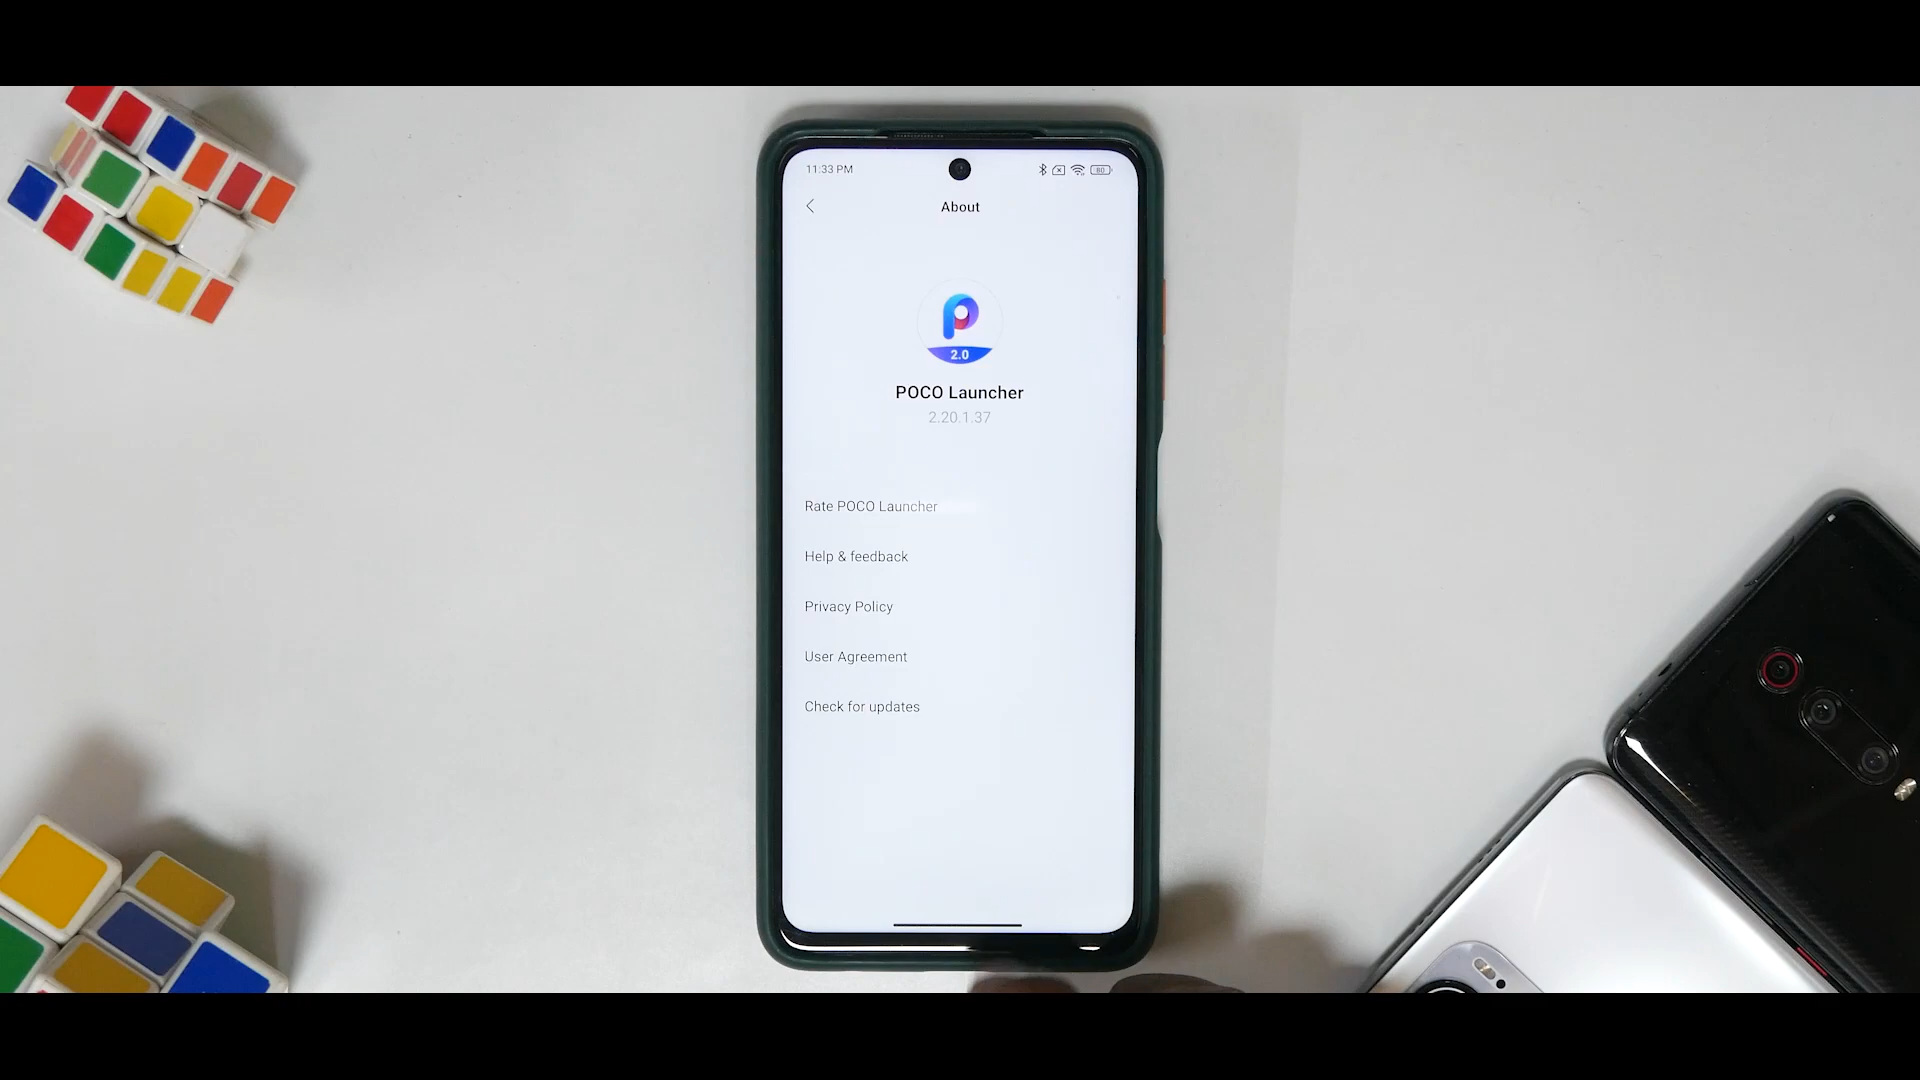 11:33 PM
80
About
2.0
POCO Launcher
2.20.1.37
Rate POCO Launcher
Help & feedback
Privacy Policy
User Agreement
Check for updates